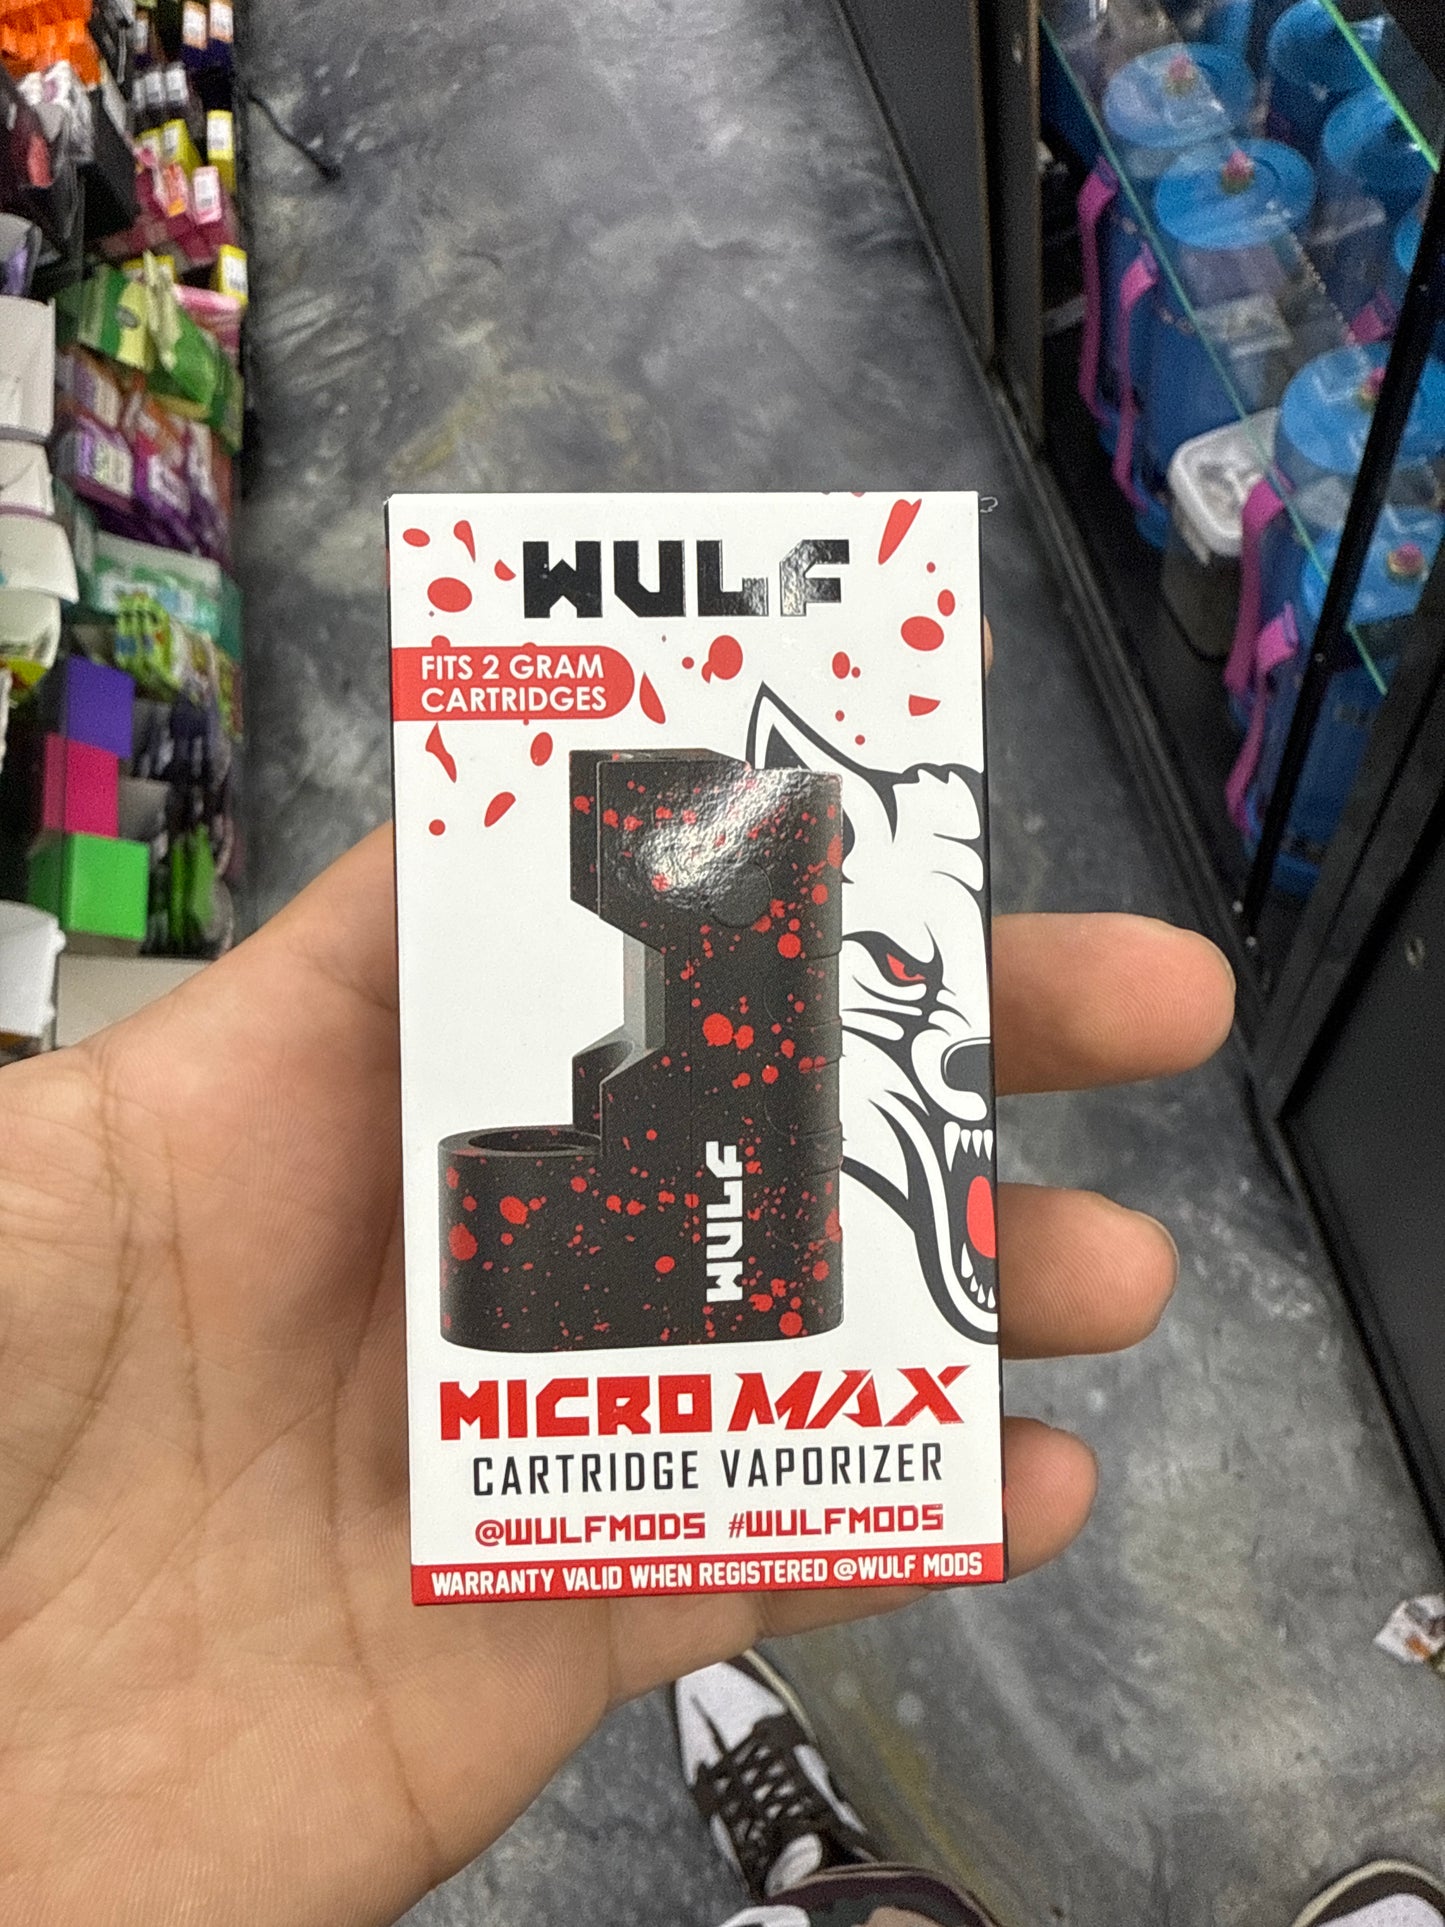 WULF
FITS 2 GRAM
CARTRIDGES
WULF
MICRO MAX
CARTRIDGE VAPORIZER
@WULFMODS #WULFMODS
WARRANTY VALID WHEN REGISTERED @WULF MODS